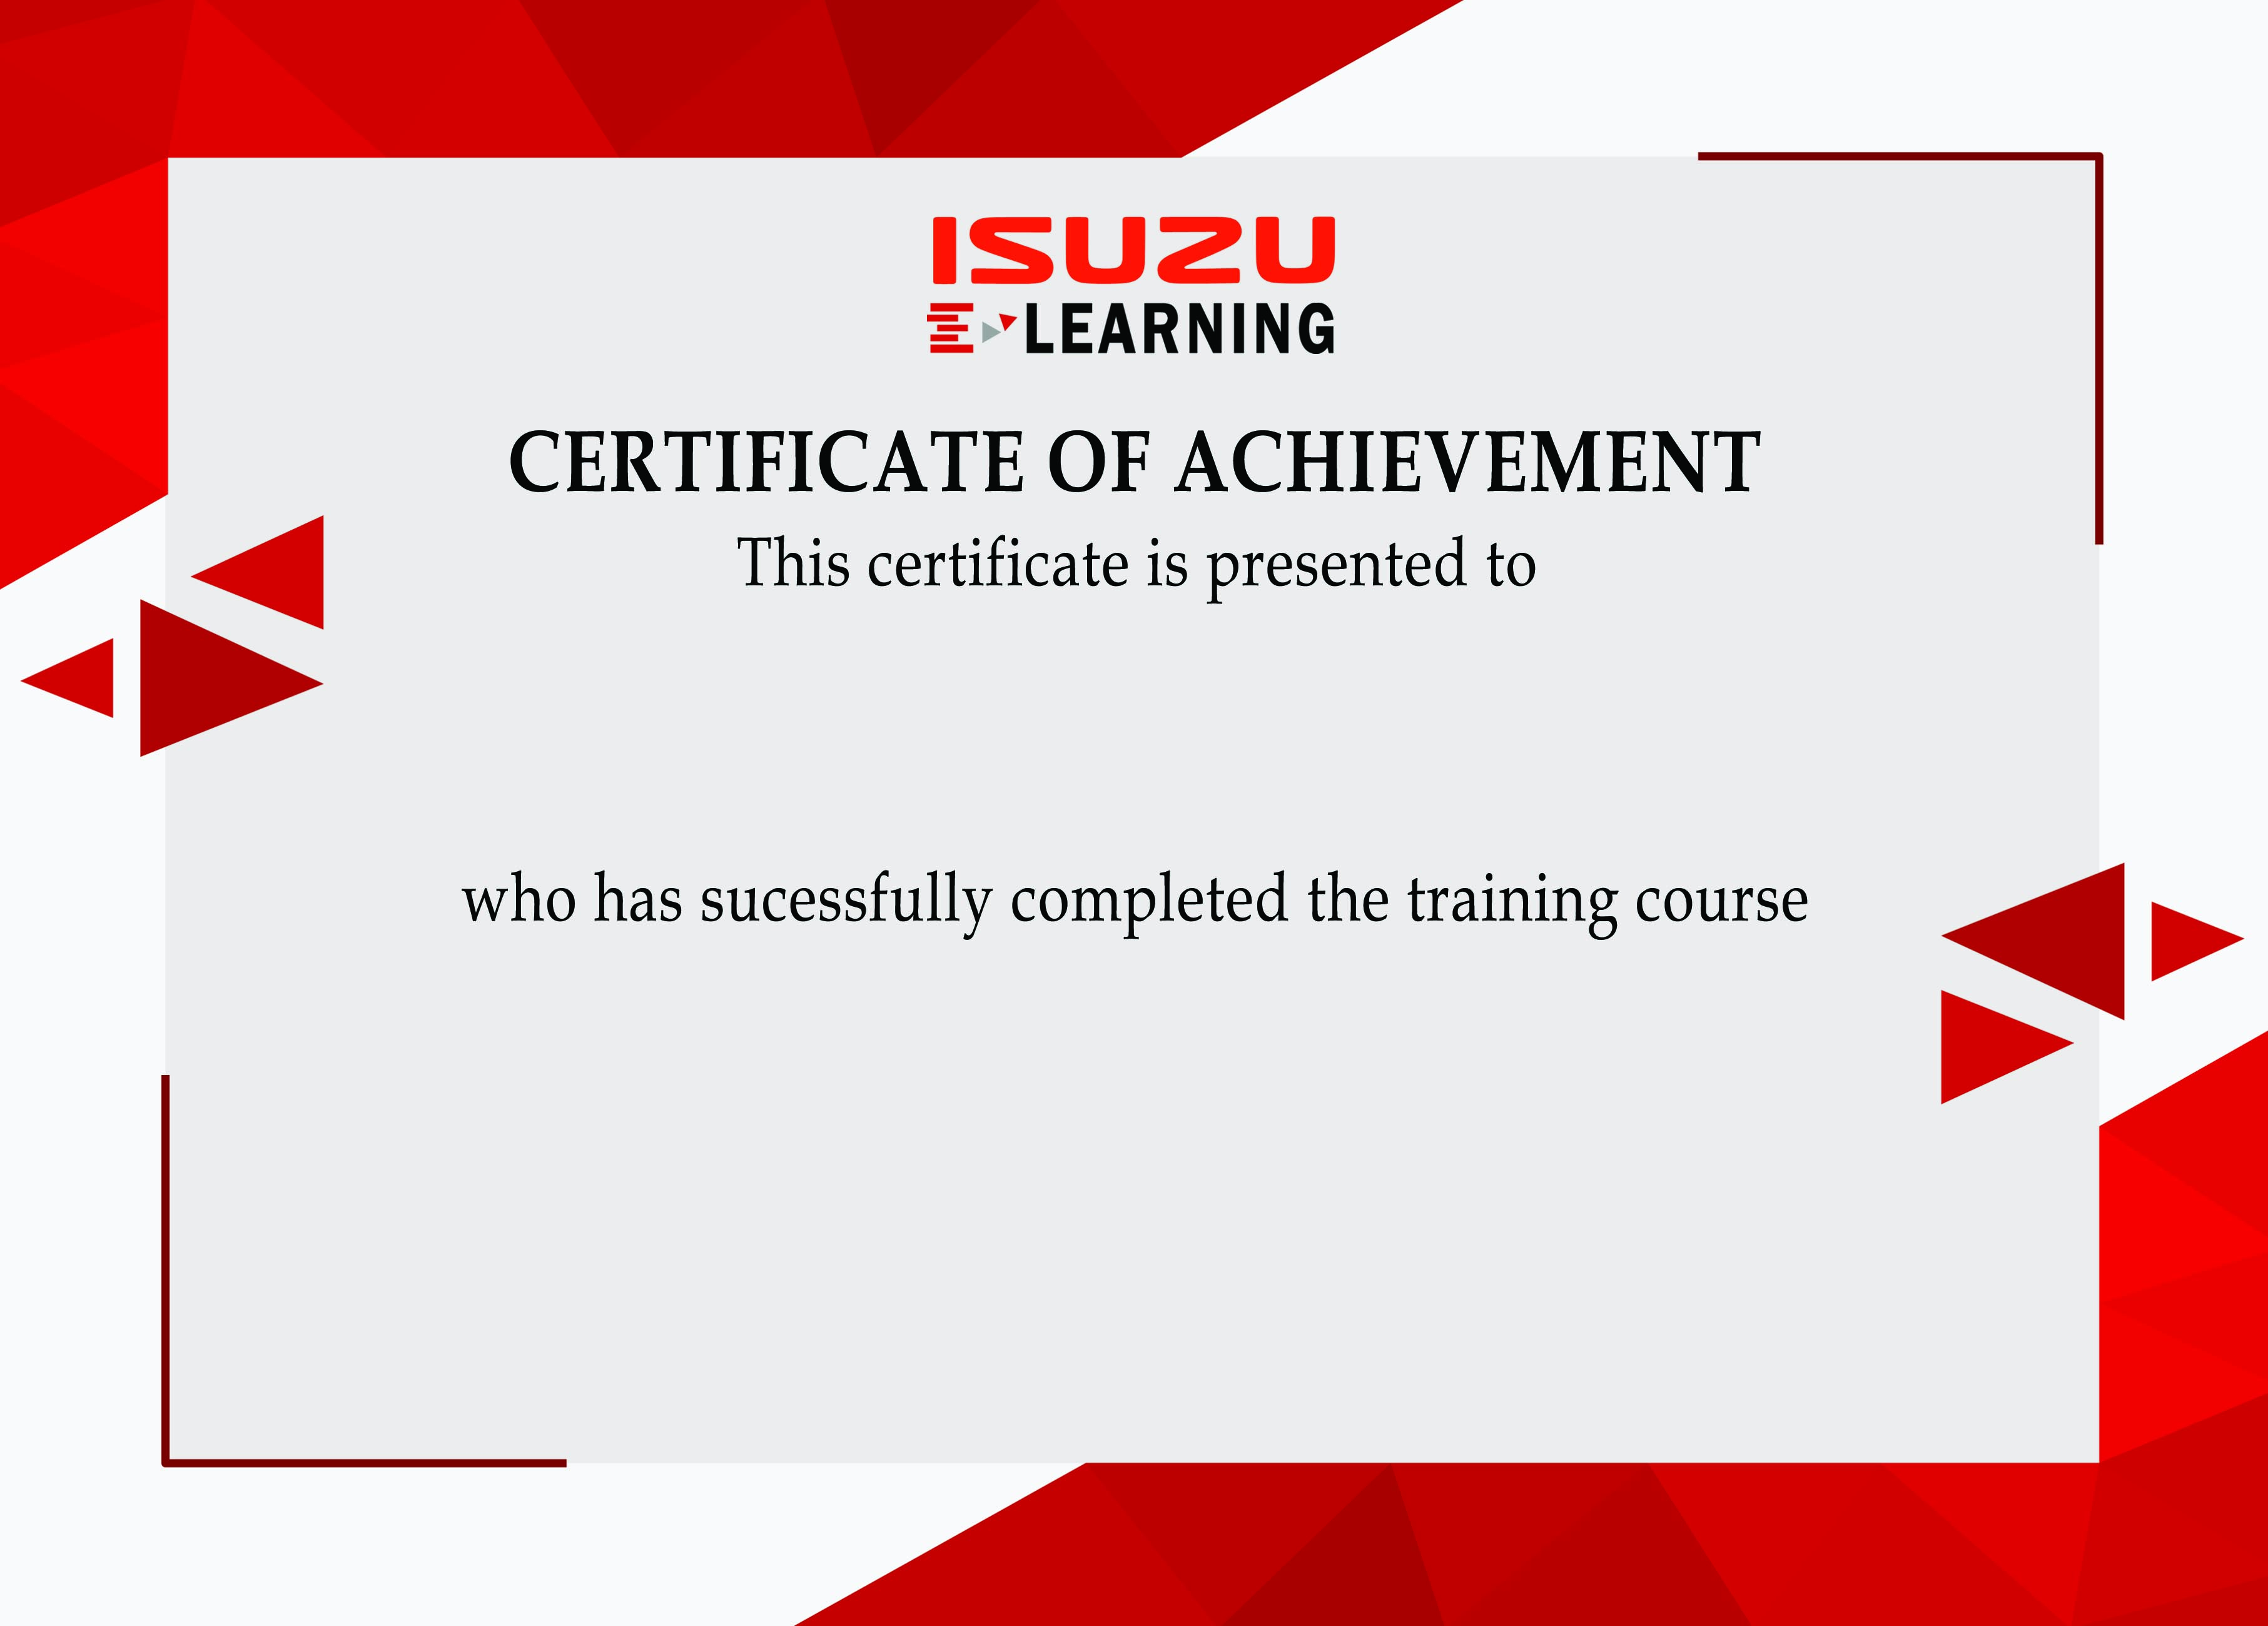 ISUZU
E-LEARNING
CERTIFICATE OF ACHIEVEMENT
This certificate is presented to
who has sucessfully completed the training course